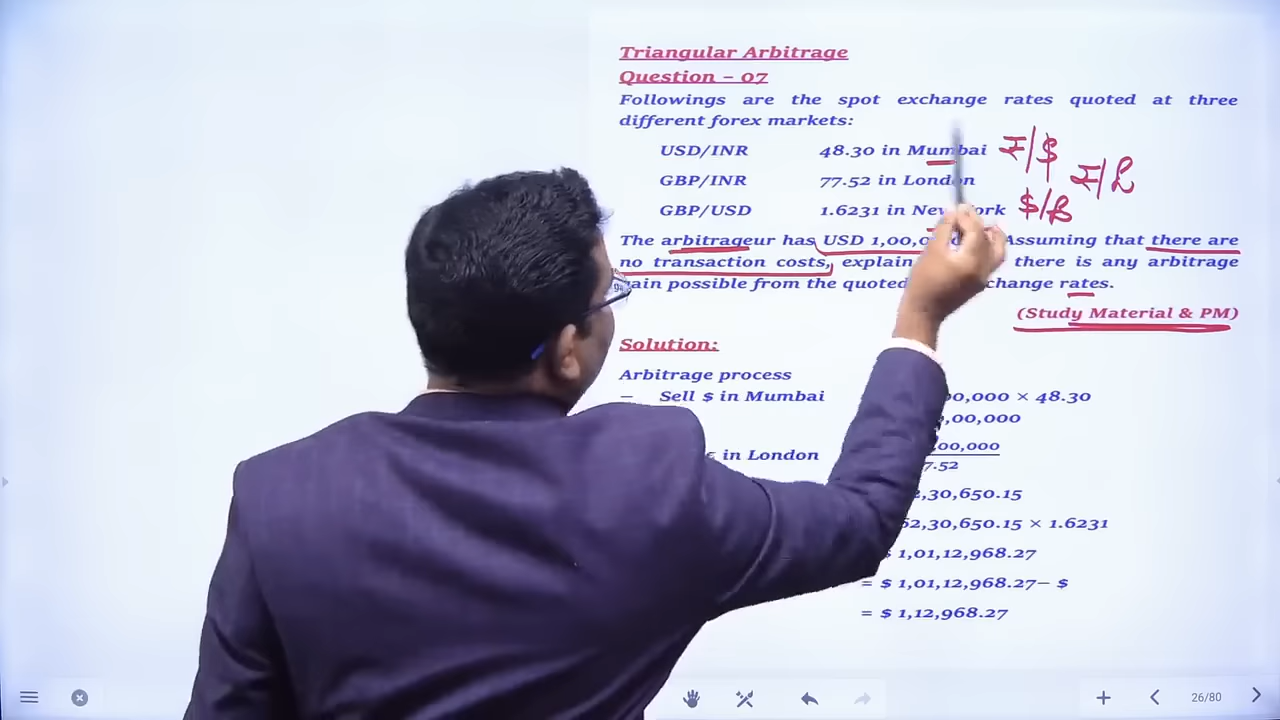 Triangular Arbitrage
Question – 07
Followings are the spot exchange rates quoted at three
different forex markets:
USD/INR 48.30 in Mumbai ₹/$
GBP/INR 77.52 in London ₹/£
GBP/USD 1.6231 in New York $/£
The arbitrageur has USD 1,00,0 Assuming that there are
no transaction costs, explain there is any arbitrage
possible from the quoted rates.
(Study Material & PM)
Solution:
Arbitrage process
– Sell $ in Mumbai 00,000 × 48.30
,00,000
in London 00,000
7.52
2,30,650.15
62,30,650.15 × 1.6231
$ 1,01,12,968.27
= $ 1,01,12,968.27– $
= $ 1,12,968.27
26/80